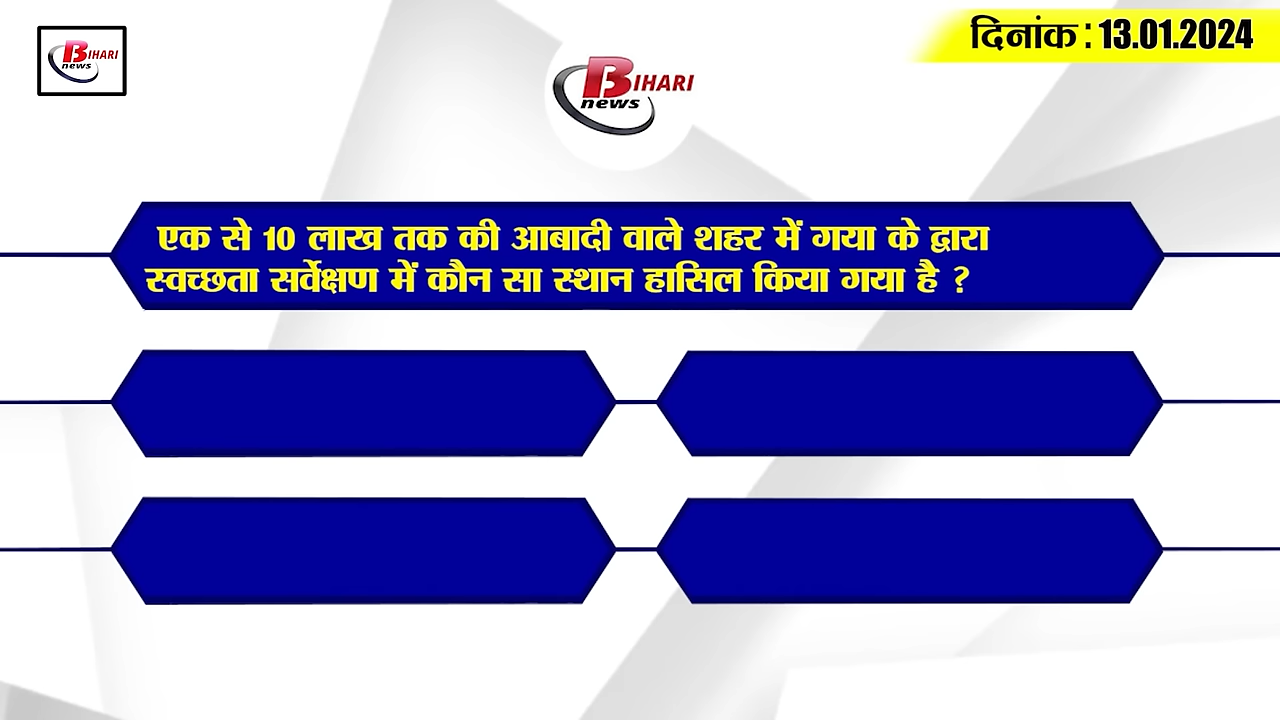 BIHARI
news
दिनांक : 13.01.2024
BIHARI
news
एक से 10 लाख तक की आबादी वाले शहर में गया के द्वारा
स्वच्छता सर्वेक्षण में कौन सा स्थान हासिल किया गया है ?